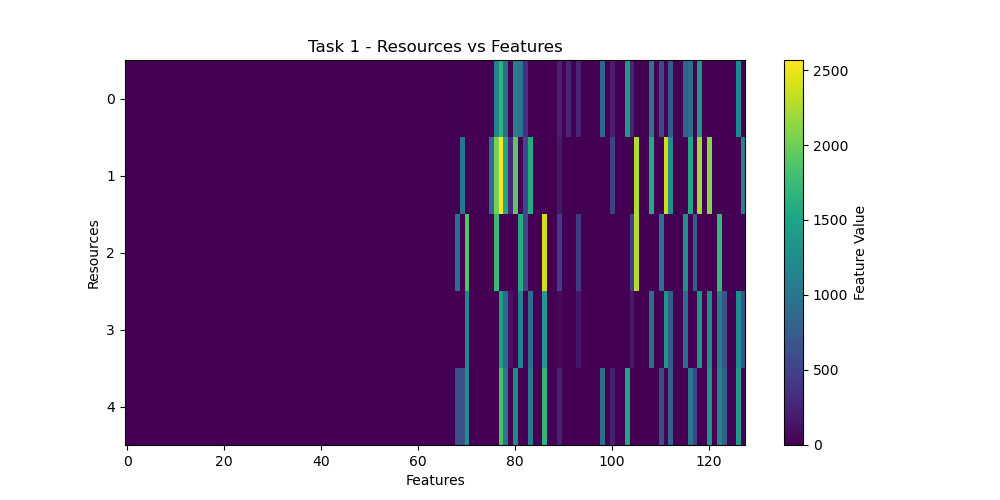 Task 1 - Resources vs Features
Resources
0
1
2
3
4
0 20 40 60 80 100 120
Features
2500
2000
1500
1000
500
0
Feature Value